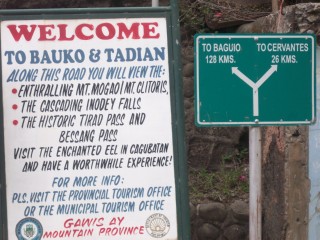 WELCOME
TO BAUKO & TADIAN
ALONG THIS ROAD YOU WILL VIEW THE:
• ENTHRALLING MT. MOGAO | MT. CLITORIS,
• THE CASCADING INODEY FALLS
• THE HISTORIC TIRAD PASS AND
BESSANG PASS
VISIT THE ENCHANTED EEL IN CAGUBATAN
AND HAVE A WORTHWHILE EXPERIENCE!
FOR MORE INFO:
PLS. VISIT THE PROVINCIAL TOURISM OFFICE
OR THE MUNICIPAL TOURISM OFFICE
GAWIS AY
MOUNTAIN PROVINCE
TO BAGUIO
128 KMS.
TO CERVANTES
26 KMS.